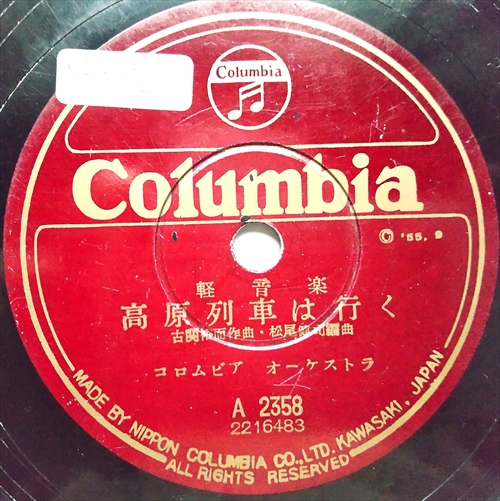 Columbia
Columbia
Ⓒ '55. 9
軽音楽
高原列車は行く
古関裕而作曲・松尾 編曲
コロムビア オーケストラ
A 2358
2216483
MADE BY NIPPON COLUMBIA CO., LTD. KAWASAKI, JAPAN
ALL RIGHTS RESERVED